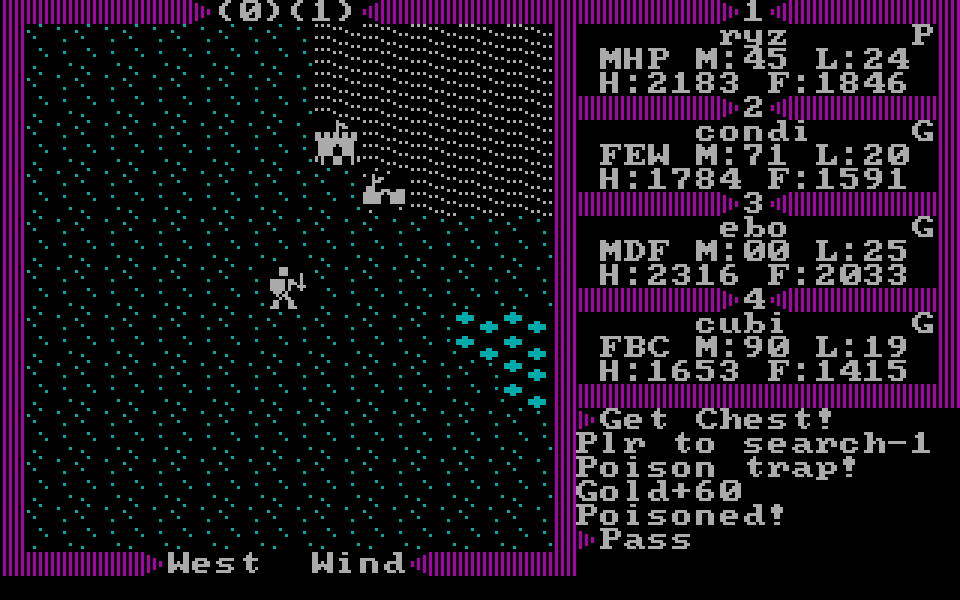 (0)(1)
1
ryz P
MHP M:45 L:24
H:2183 F:1846
2
condi G
FEW M:71 L:20
H:1784 F:1591
3
ebo G
MDF M:00 L:25
H:2316 F:2033
4
cubi G
FBC M:90 L:19
H:1653 F:1415
Get Chest!
Plr to search-1
Poison trap!
Gold+60
Poisoned!
Pass
West Wind